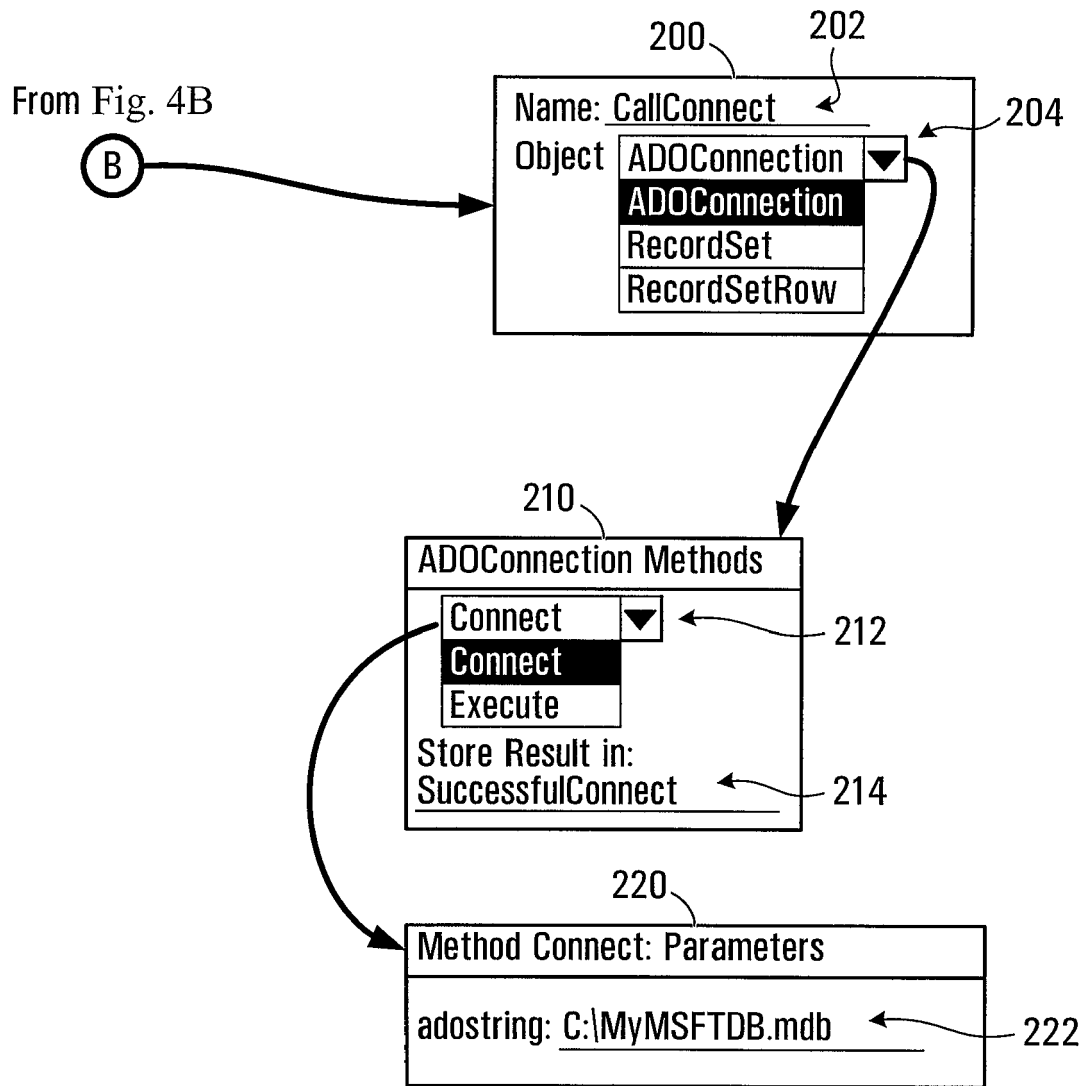 200
202
From Fig. 4B
B
Name: CallConnect
204
Object ADOConnection
ADOConnection
RecordSet
RecordSetRow
210
ADOConnection Methods
Connect
212
Connect
Execute
Store Result in:
SuccessfulConnect
214
220
Method Connect: Parameters
adostring: C:\MyMSFTDB.mdb
222